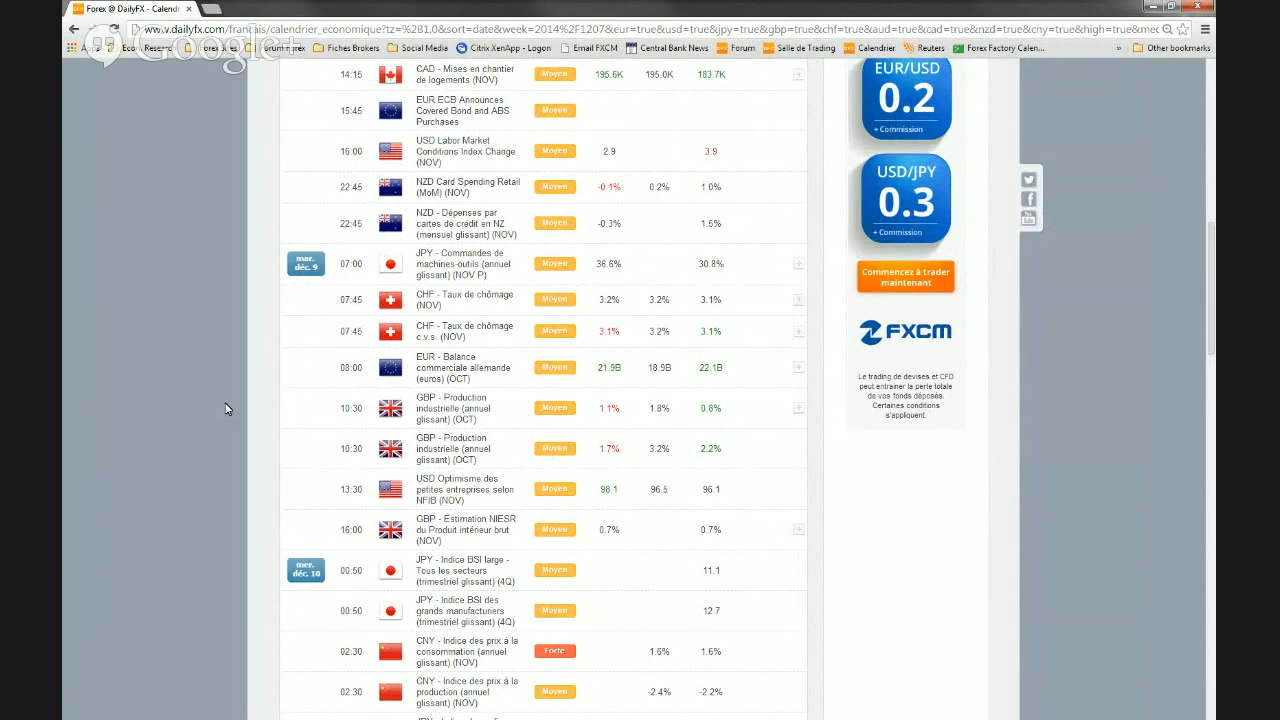 Forex @ DailyFX - Calendri
www.dailyfx.com/francais/calendrier_economique?tz=%21.0&sort=date&week=2014%2F1207&eur=true&usd=true&jpy=true&gbp=true&chf=true&aud=true&cad=true&nzd=true&cny=true&high=true&med
Google+
Fiches Brokers
Social Media
Citrix XenApp - Logon
Email FXCM
Central Bank News
Forum
Salle de Trading
Calendrier
Reuters
Forex Factory Calen...
Other bookmarks
14:15 CAD - Mises en chantier de logements (NOV) Moyen 195.6K 195.0K 183.7K
15:45 EUR ECB Announces Covered Bond and ABS Purchases Moyen
16:00 USD Labor Market Conditions Index Change (NOV) Moyen 2.9 3.9
22:45 NZD Card Spending Retail (MoM) (NOV) Moyen -0.1% 0.2% 1.0%
22:45 NZD - Dépenses par cartes de crédit en NZ (mensuel glissant) (NOV) Moyen -0.3% 1.5%
mar. déc. 9
07:00 JPY - Commandes de machines-outils (annuel glissant) (NOV P) Moyen 36.6% 30.8%
07:45 CHF - Taux de chômage (NOV) Moyen 3.2% 3.2% 3.1%
07:45 CHF - Taux de chômage c.v.s. (NOV) Moyen 3.1% 3.2% 3.1%
08:00 EUR - Balance commerciale allemande (euros) (OCT) Moyen 21.9B 18.9B 22.1B
10:30 GBP - Production industrielle (annuel glissant) (OCT) Moyen 1.1% 1.8% 0.8%
10:30 GBP - Production industrielle (annuel glissant) (OCT) Moyen 1.7% 3.2% 2.2%
13:30 USD Optimisme des petites entreprises selon NFIB (NOV) Moyen 98.1 96.5 96.1
16:00 GBP - Estimation NIESR du Produit intérieur brut (NOV) Moyen 0.7% 0.7%
mer. déc. 10
00:50 JPY - Indice BSI large - Tous les secteurs (trimestriel glissant) (4Q) Moyen 11.1
00:50 JPY - Indice BSI des grands manufacturiers (trimestriel glissant) (4Q) Moyen 12.7
02:30 CNY - Indice des prix à la consommation (annuel glissant) (NOV) Forte 1.6% 1.6%
02:30 CNY - Indice des prix à la production (annuel glissant) (NOV) Moyen -2.4% -2.2%
EUR/USD
0.2
+ Commission
USD/JPY
0.3
+ Commission
Commencez à trader
maintenant
FXCM
Le trading de devises et CFD
peut entrainer la perte totale
de vos fonds déposés.
Certaines conditions
s'appliquent.
You
Tube